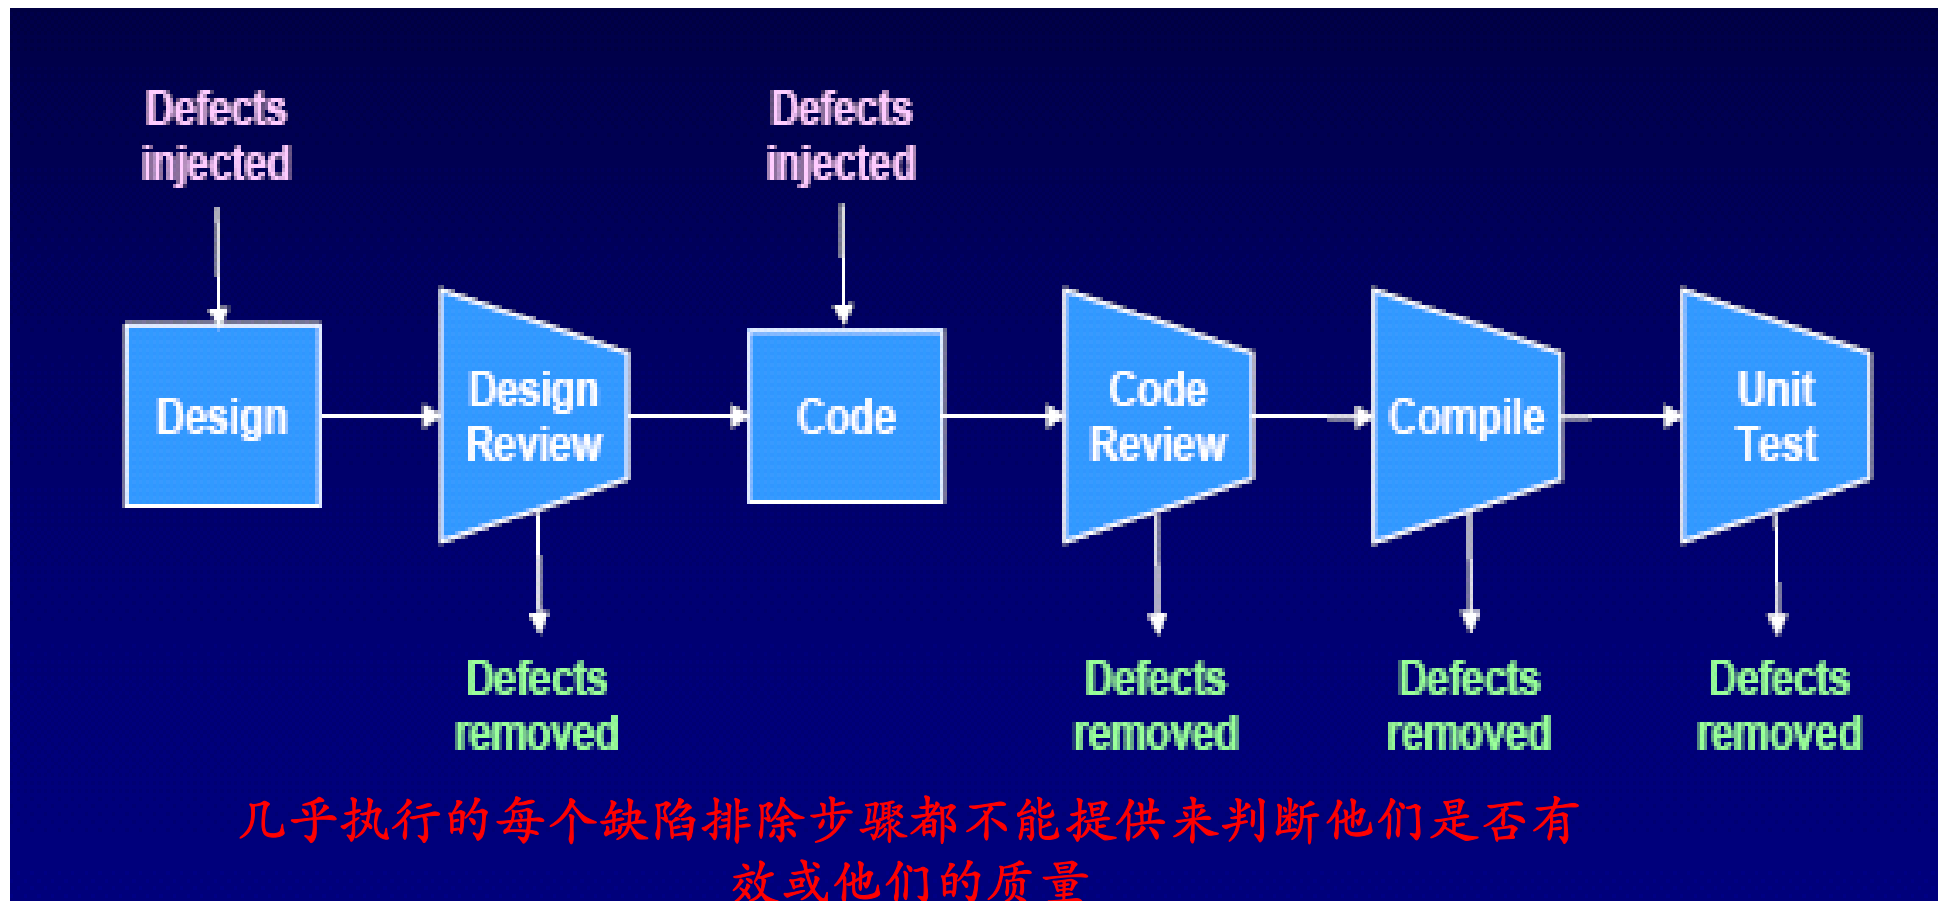 Defects
injected
Defects
injected
Design
Design
Review
Code
Code
Review
Compile
Unit
Test
Defects
removed
Defects
removed
Defects
removed
Defects
removed
几乎执行的每个缺陷排除步骤都不能提供来判断他们是否有
效或他们的质量